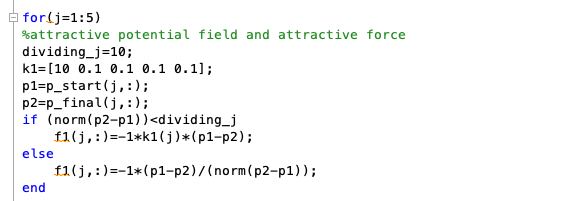 for(j=1:5)
%attractive potential field and attractive force
dividing_j=10;
k1=[10 0.1 0.1 0.1 0.1];
p1=p_start(j,:);
p2=p_final(j,:);
if (norm(p2-p1))<dividing_j
f1(j,:)=-1*k1(j)*(p1-p2);
else
f1(j,:)=-1*(p1-p2)/(norm(p2-p1));
end